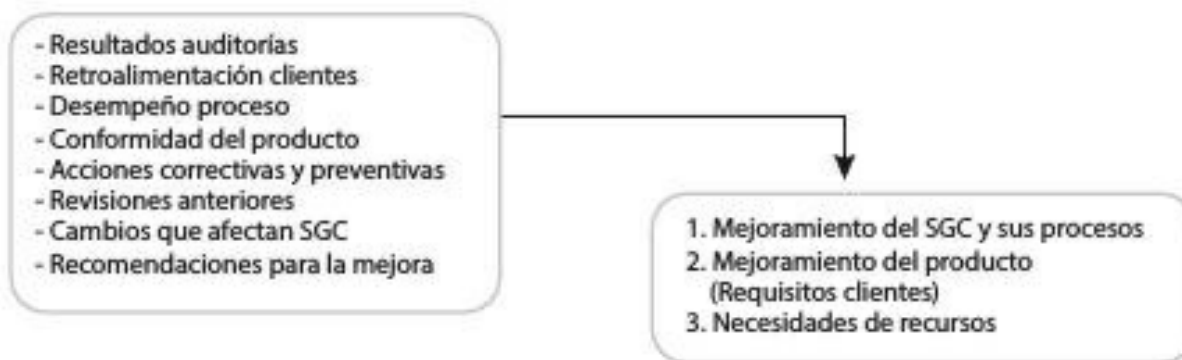 - Resultados auditorías
- Retroalimentación clientes
- Desempeño proceso
- Conformidad del producto
- Acciones correctivas y preventivas
- Revisiones anteriores
- Cambios que afectan SGC
- Recomendaciones para la mejora
1. Mejoramiento del SGC y sus procesos
2. Mejoramiento del producto
(Requisitos clientes)
3. Necesidades de recursos